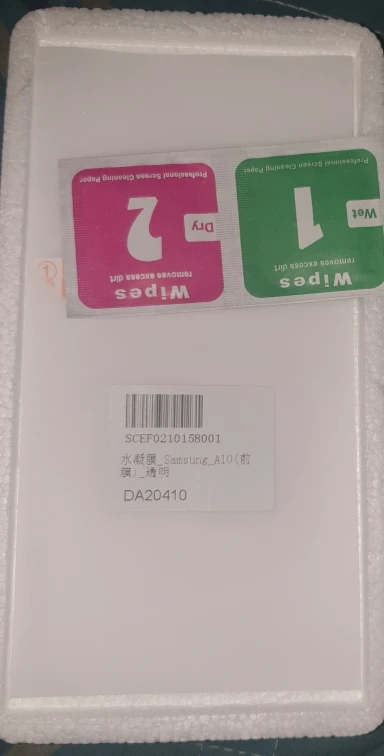 Professional Screen Cleaning Paper
1
Wet
removes excess dirt
Wipes
Professional Screen Cleaning Paper
2
Dry
removes excess dirt
Wipes
1
SCEF0210158001
水凝膜_Samsung_A10(前
膜)_透明
DA20410